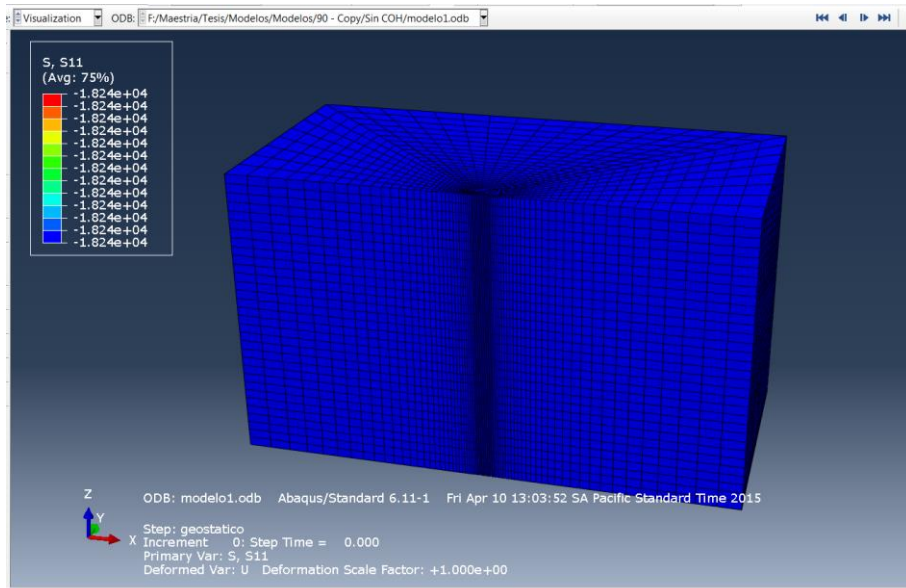 Visualization ODB: F:/Maestria/Tesis/Modelos/Modelos/90 - Copy/Sin COH/modelo1.odb
S, S11
(Avg: 75%)
-1.824e+04
-1.824e+04
-1.824e+04
-1.824e+04
-1.824e+04
-1.824e+04
-1.824e+04
-1.824e+04
-1.824e+04
-1.824e+04
-1.824e+04
-1.824e+04
-1.824e+04
Z
Y
X
ODB: modelo1.odb Abaqus/Standard 6.11-1 Fri Apr 10 13:03:52 SA Pacific Standard Time 2015
Step: geostatico
Increment 0: Step Time = 0.000
Primary Var: S, S11
Deformed Var: U Deformation Scale Factor: +1.000e+00